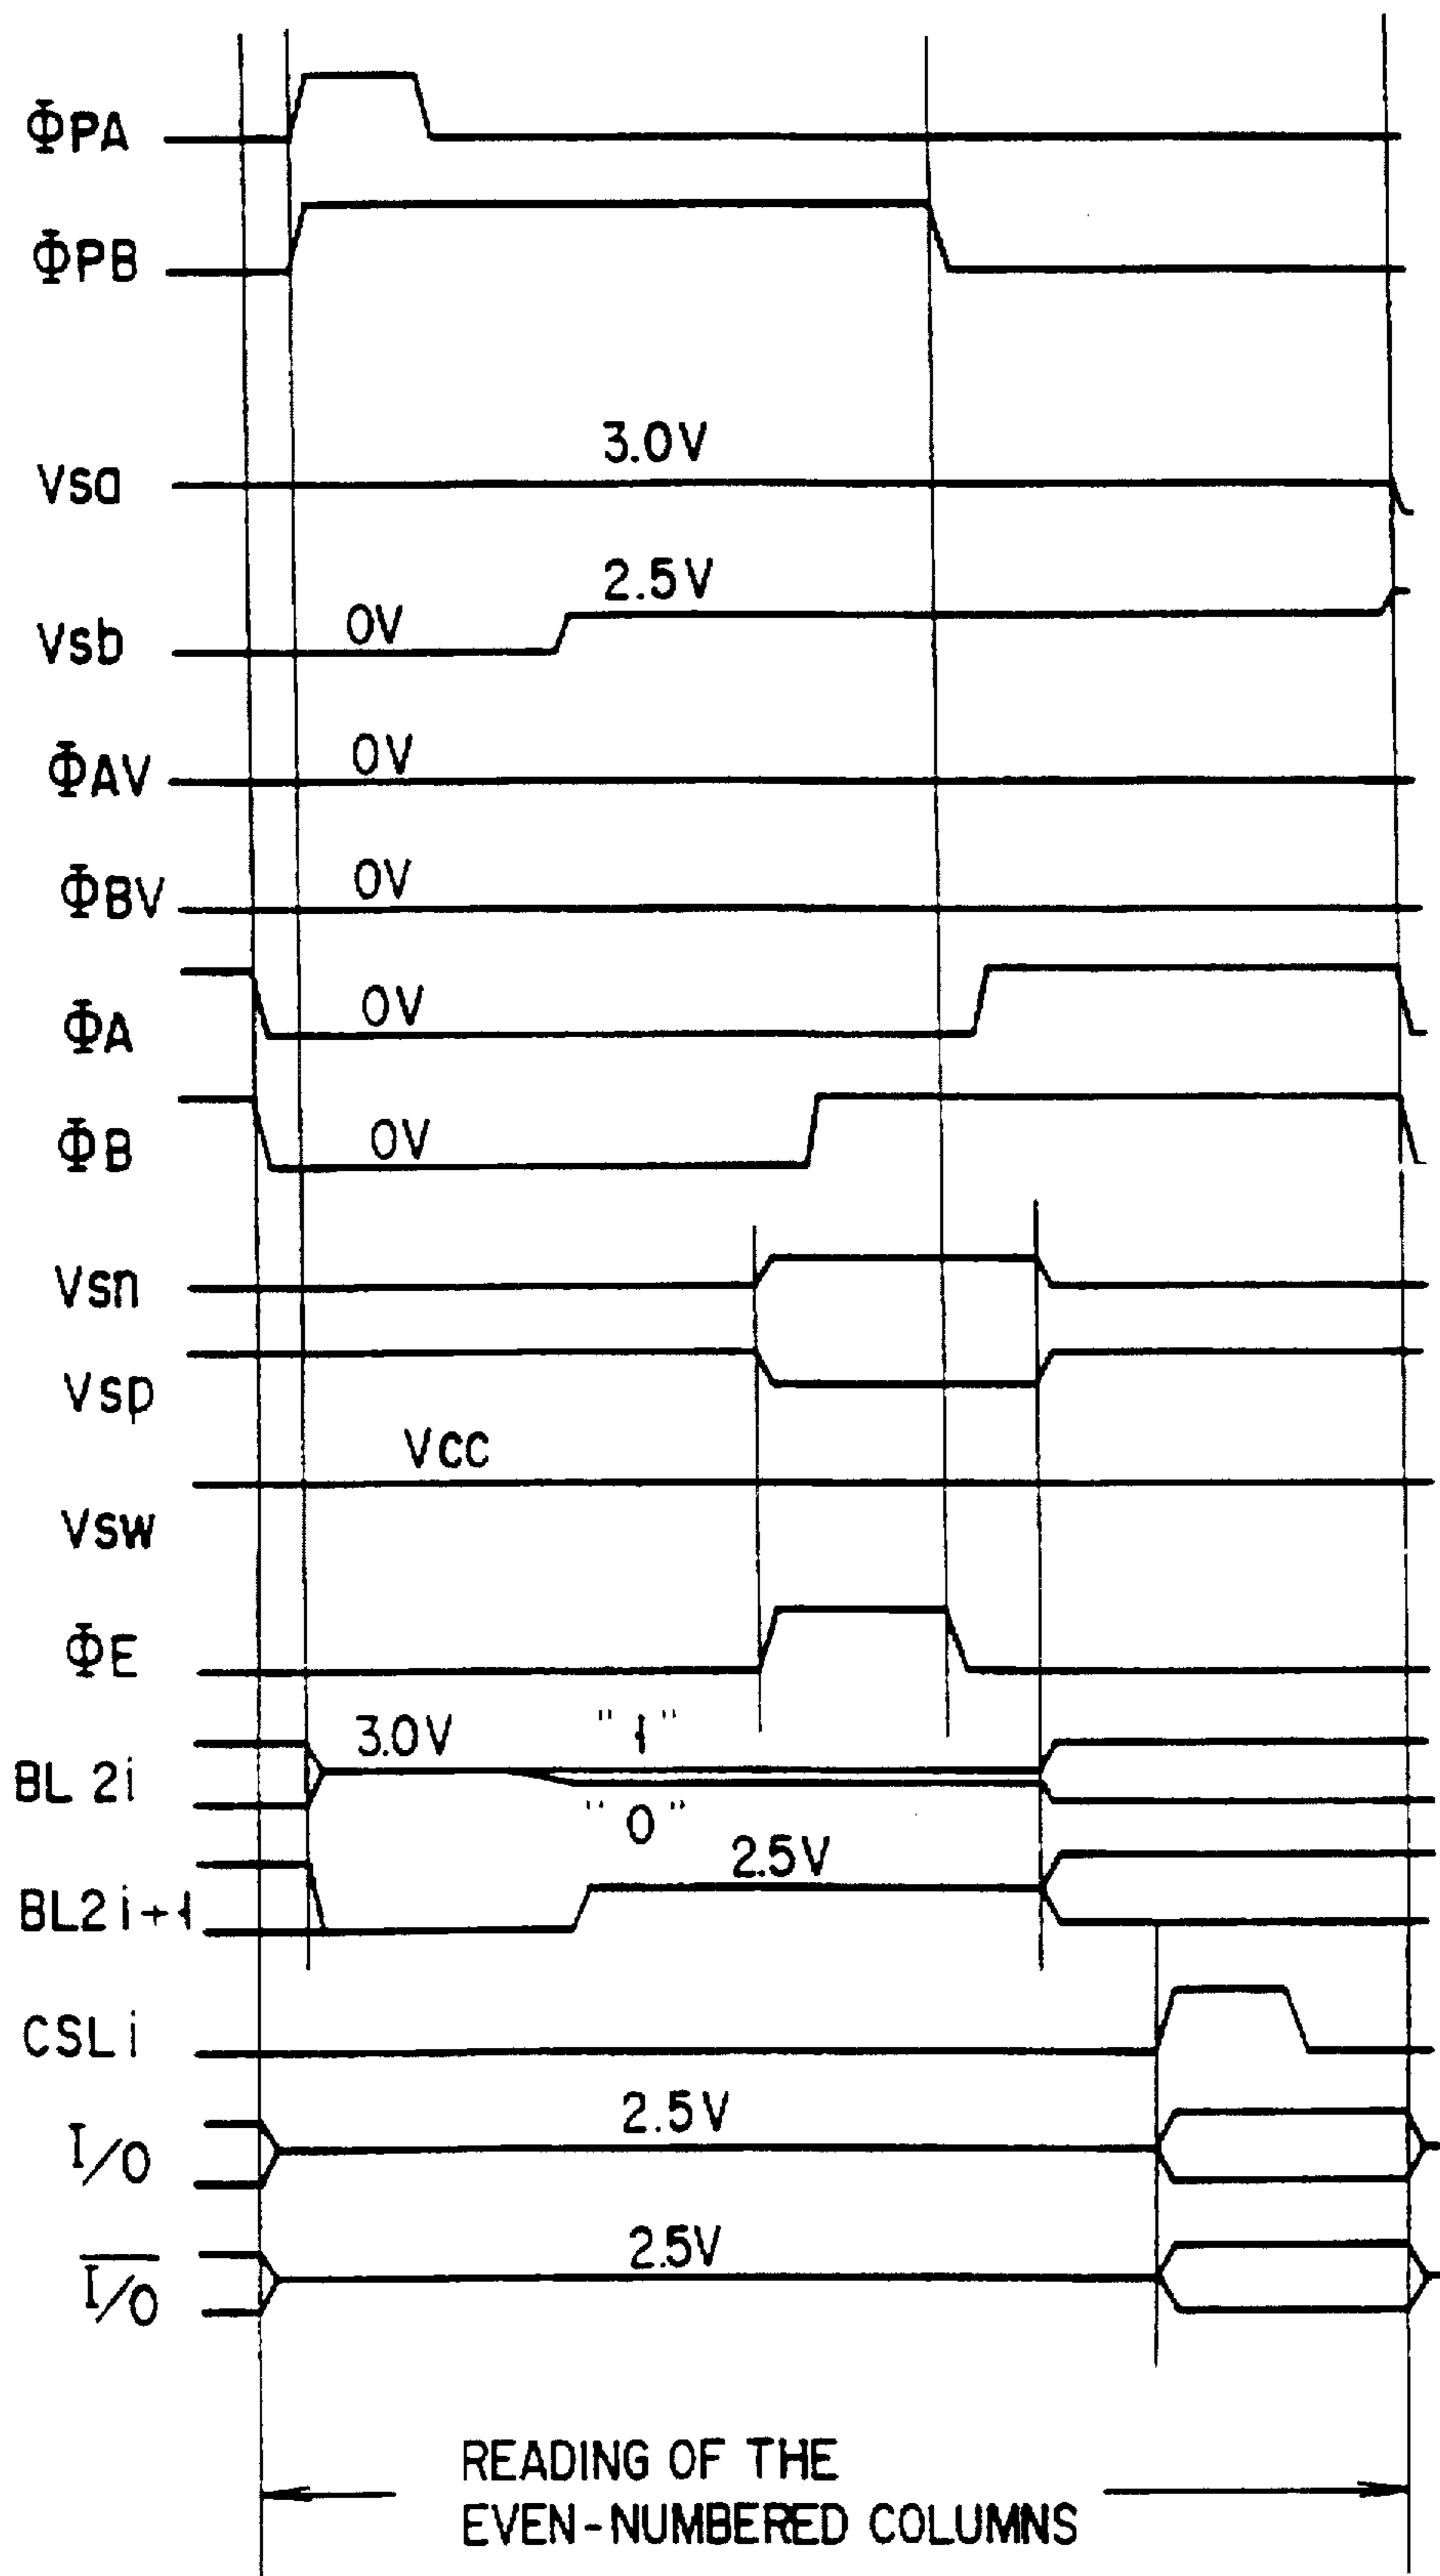 ΦPA
ΦPB
3.0V
Vsa
2.5V
0V
Vsb
0V
ΦAV
0V
ΦBV
0V
ΦA
0V
ΦB
Vsn
Vsp
Vcc
Vsw
ΦE
3.0V "1"
BL 2i
"0"
2.5V
BL2i+1
CSLi
2.5V
I/O
2.5V
I/O
READING OF THE
EVEN-NUMBERED COLUMNS